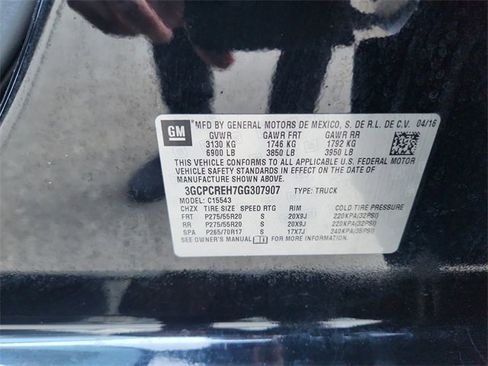 GM
MFD BY GENERAL MOTORS DE MEXICO, S. DE R.L. DE C.V. 04/16
GVWR GAWR FRT GAWR RR
3130 KG 1746 KG 1792 KG
6900 LB 3850 LB 3950 LB
THIS VEHICLE CONFORMS TO ALL APPLICABLE U.S. FEDERAL MOTOR
VEHICLE SAFETY STANDARDS IN EFFECT ON THE DATE OF
MANUFACTURE SHOWN ABOVE.
3GCPCREH7GG307907 TYPE: TRUCK
MODEL: C15543
CHZX TIRE SIZE SPEED RTG RIM COLD TIRE PRESSURE
FRT P275/55R20 S 20X9J 220KPA(32PSI)
RR P275/55R20 S 20X9J 220KPA(32PSI)
SPA P265/70R17 S 17X7J 240KPA(35PSI)
SEE OWNER'S MANUAL FOR MORE INFORMATION.